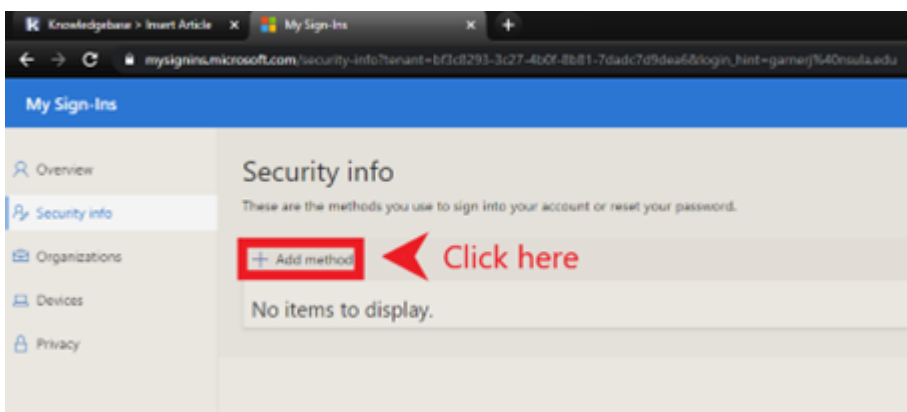 Knowledgebase > Insert Article
My Sign-Ins
mysignins.microsoft.com/security-info?tenant=bf3c8293-3c27-4b0f-8b81-7dadc7d9dea6&login_hint=garnerj%40nsula.edu
My Sign-Ins
Overview
Security info
Organizations
Devices
Privacy
Security info
These are the methods you use to sign into your account or reset your password.
+ Add method
Click here
No items to display.